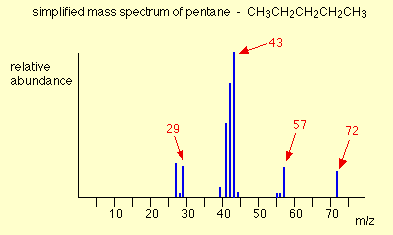 simplified mass spectrum of pentane - CH3CH2CH2CH2CH3
43
relative
abundance
29
57
72
10 20 30 40 50 60 70
m/z